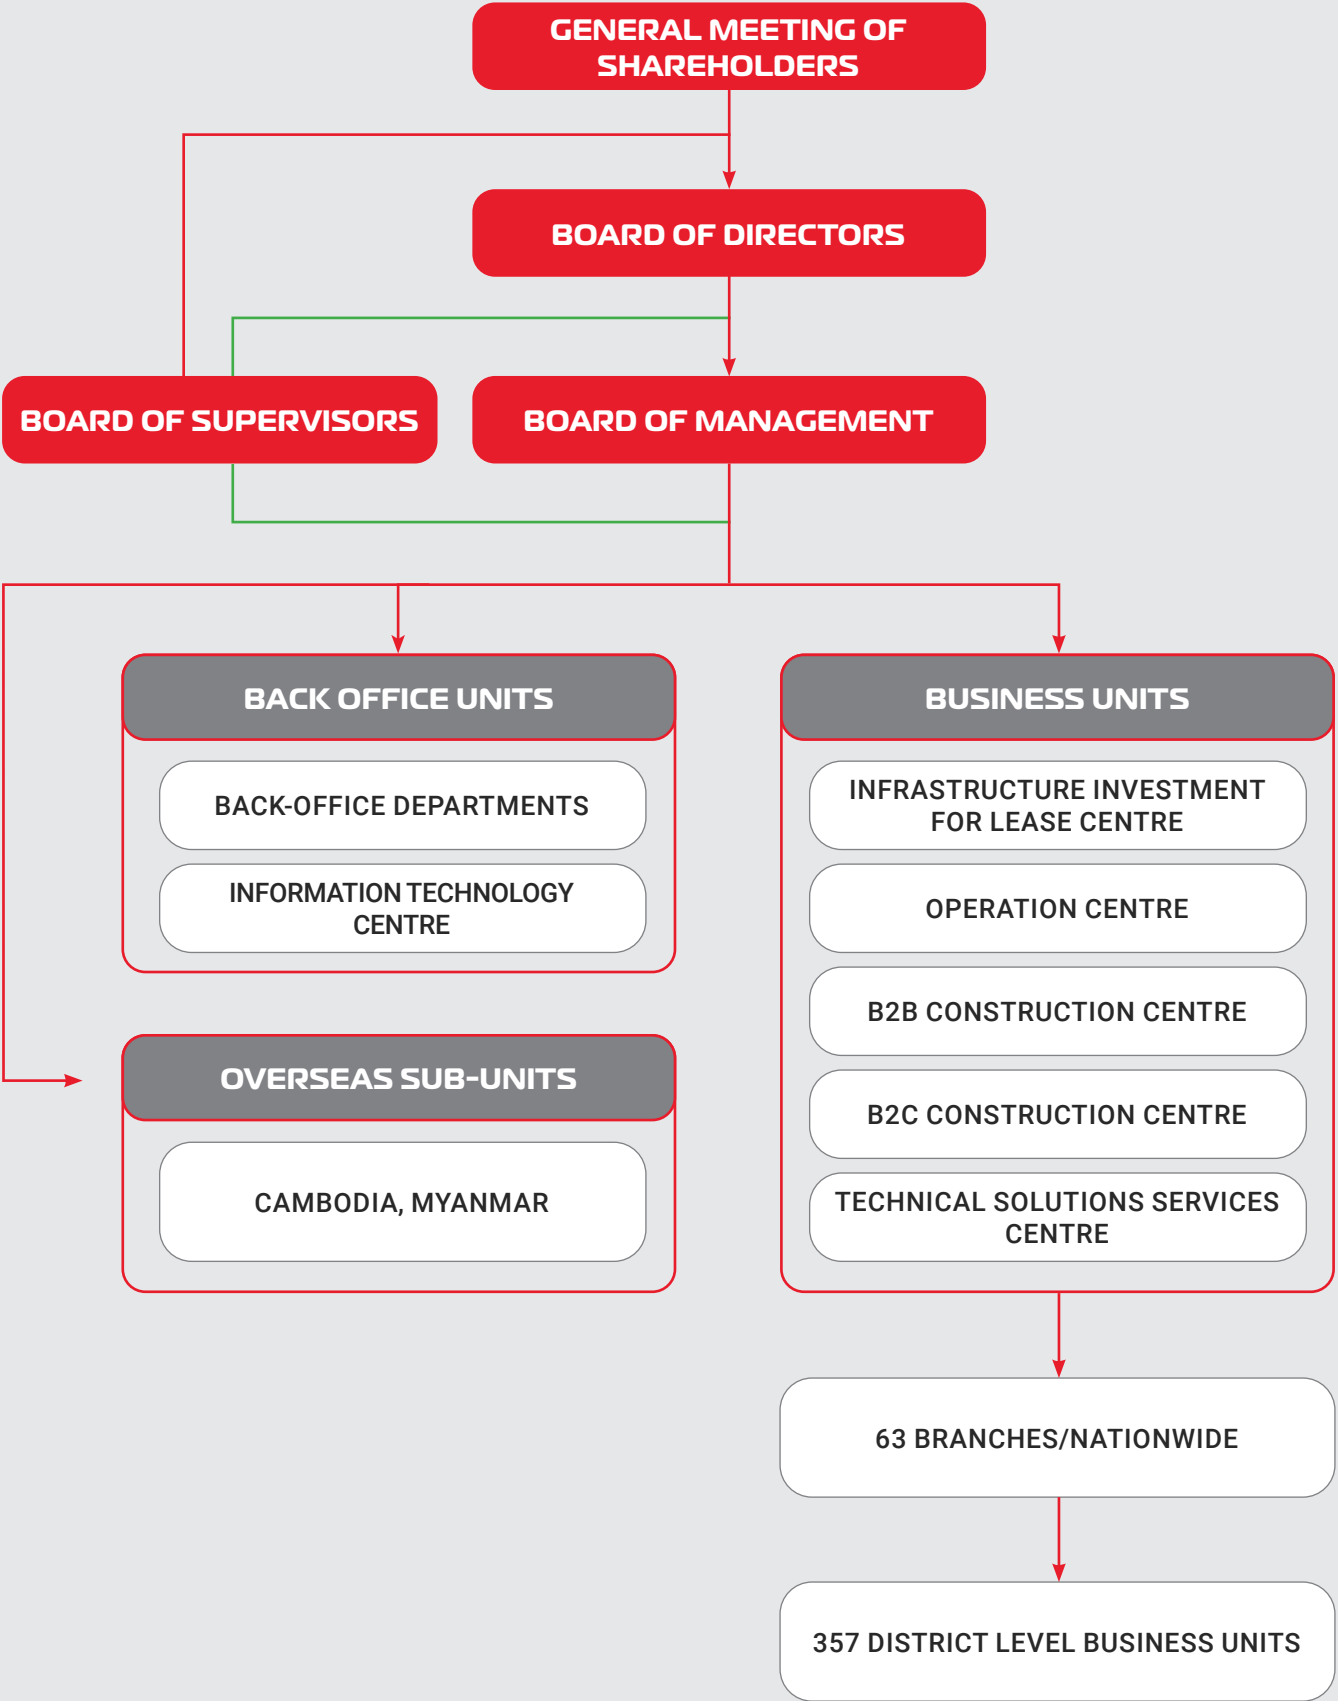 GENERAL MEETING OF
SHAREHOLDERS
BOARD OF DIRECTORS
BOARD OF SUPERVISORS
BOARD OF MANAGEMENT
BACK OFFICE UNITS
BACK-OFFICE DEPARTMENTS
INFORMATION TECHNOLOGY
CENTRE
OVERSEAS SUB-UNITS
CAMBODIA, MYANMAR
BUSINESS UNITS
INFRASTRUCTURE INVESTMENT
FOR LEASE CENTRE
OPERATION CENTRE
B2B CONSTRUCTION CENTRE
B2C CONSTRUCTION CENTRE
TECHNICAL SOLUTIONS SERVICES
CENTRE
63 BRANCHES/NATIONWIDE
357 DISTRICT LEVEL BUSINESS UNITS